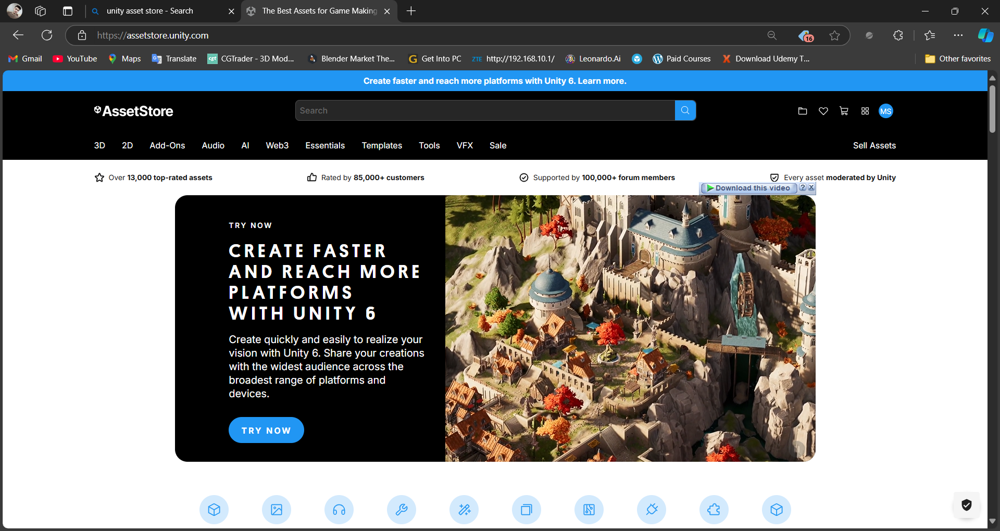 unity asset store - Search
The Best Assets for Game Making
https://assetstore.unity.com
16
Gmail
YouTube
Maps
Translate
CGTrader - 3D Mod...
Blender Market The...
Get Into PC
ZTE http://192.168.10.1/
Leonardo.Ai
Paid Courses
Download Udemy T...
Other favorites
Create faster and reach more platforms with Unity 6. Learn more.
AssetStore
Search
MS
3D
2D
Add-Ons
Audio
AI
Web3
Essentials
Templates
Tools
VFX
Sale
Sell Assets
Over 13,000 top-rated assets
Rated by 85,000+ customers
Supported by 100,000+ forum members
Every asset moderated by Unity
Download this video
?
TRY NOW
CREATE FASTER
AND REACH MORE
PLATFORMS
WITH UNITY 6
Create quickly and easily to realize your
vision with Unity 6. Share your creations
with the widest audience across the
broadest range of platforms and
devices.
TRY NOW